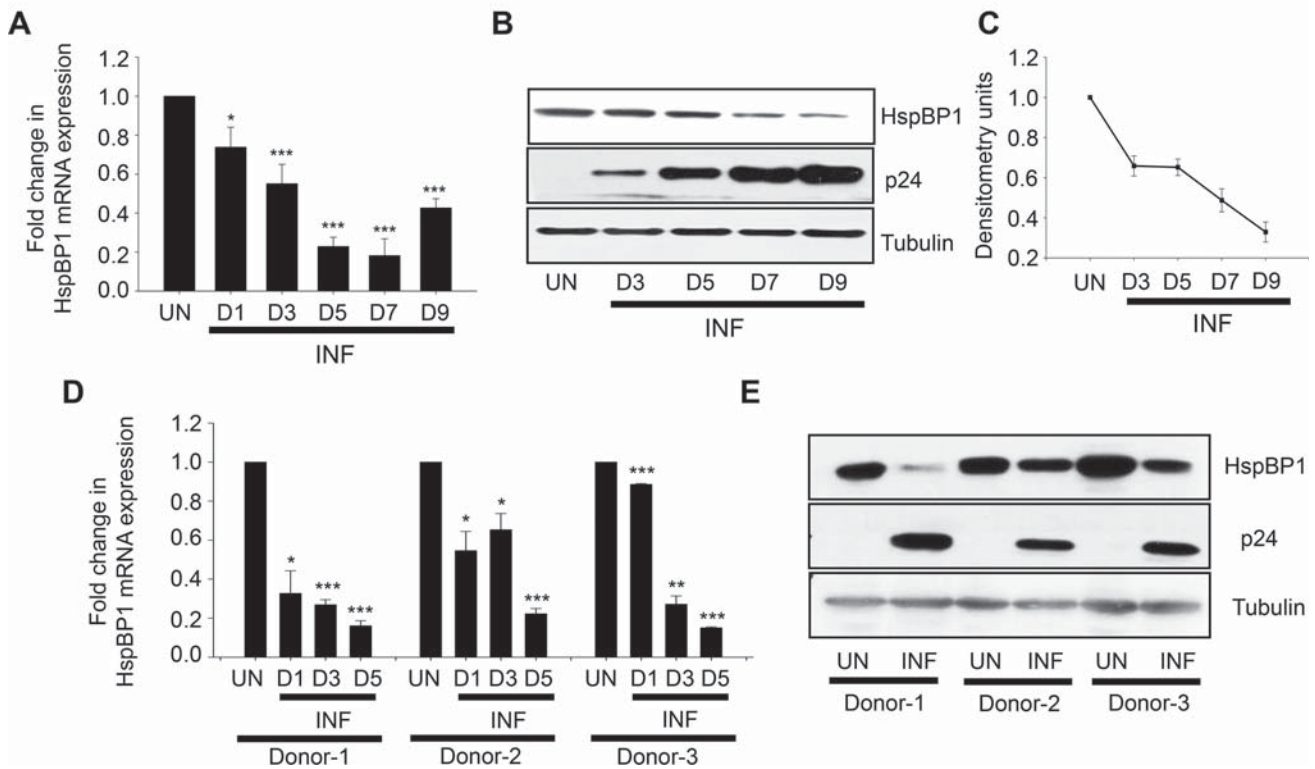 A
Fold change in
HspBP1 mRNA expression
1.2
1.0
0.8
0.6
0.4
0.2
0.0
*
***
***
***
***
UN D1 D3 D5 D7 D9
INF
B
HspBP1
p24
Tubulin
UN D3 D5 D7 D9
INF
C
Densitometry units
1.2
1.0
0.8
0.6
0.4
0.2
UN D3 D5 D7 D9
INF
D
Fold change in
HspBP1 mRNA expression
1.2
1.0
0.8
0.6
0.4
0.2
0.0
* *** ***
* * ***
*** ** ***
UN D1 D3 D5 UN D1 D3 D5 UN D1 D3 D5
INF INF INF
Donor-1 Donor-2 Donor-3
E
HspBP1
p24
Tubulin
UN INF UN INF UN INF
Donor-1 Donor-2 Donor-3